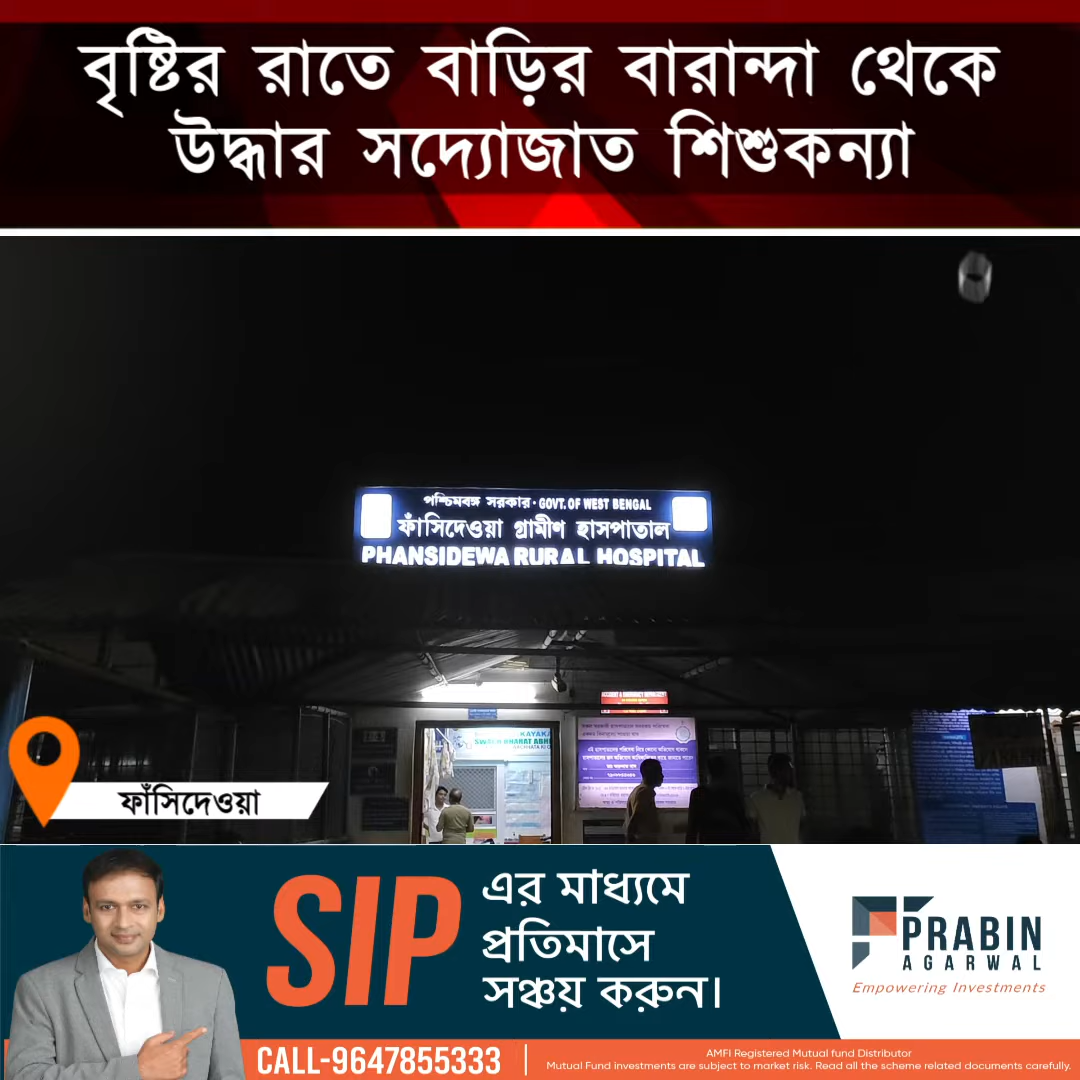 বৃষ্টির রাতে বাড়ির বারান্দা থেকে
উদ্ধার সদ্যোজাত শিশুকন্যা
পশ্চিমবঙ্গ সরকার · GOVT. OF WEST BENGAL
ফাঁসিদেওয়া গ্রামীণ হাসপাতাল
PHANSIDEWA RURAL HOSPITAL
ফাঁসিদেওয়া
SIP
এর মাধ্যমে
প্রতিমাসে
সঞ্চয় করুন।
PRABIN
AGARWAL
Empowering Investments
CALL-9647855333
AMFI Registered Mutual fund Distributor
Mutual Fund investments are subject to market risk. Read all the scheme related documents carefully.